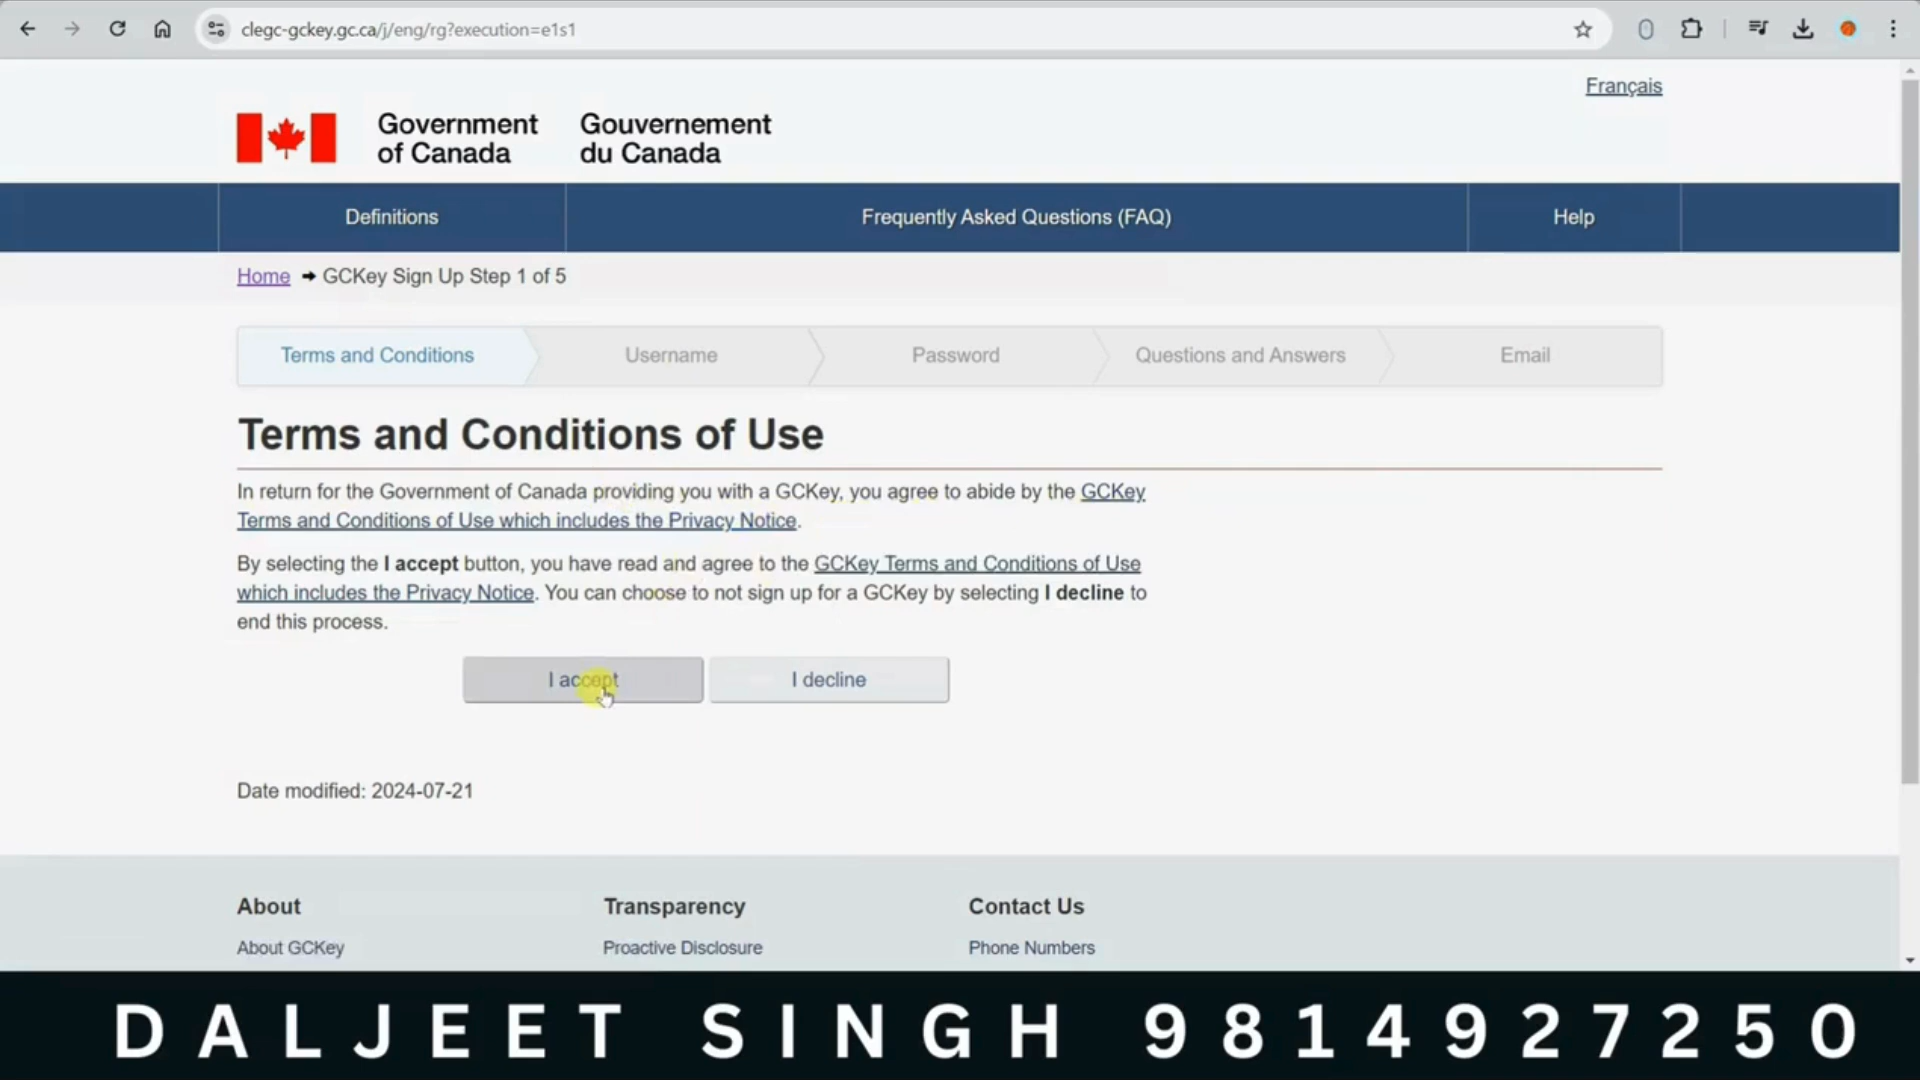 clegc-gckey.gc.ca/j/eng/rg?execution=e1s1
Français
Government of Canada
Gouvernement du Canada
Definitions
Frequently Asked Questions (FAQ)
Help
Home ➔ GCKey Sign Up Step 1 of 5
Terms and Conditions
Username
Password
Questions and Answers
Email
Terms and Conditions of Use
In return for the Government of Canada providing you with a GCKey, you agree to abide by the GCKey
Terms and Conditions of Use which includes the Privacy Notice.
By selecting the I accept button, you have read and agree to the GCKey Terms and Conditions of Use
which includes the Privacy Notice. You can choose to not sign up for a GCKey by selecting I decline to
end this process.
I accept
I decline
Date modified: 2024-07-21
About
Transparency
Contact Us
About GCKey
Proactive Disclosure
Phone Numbers
DALJEET SINGH 9814927250